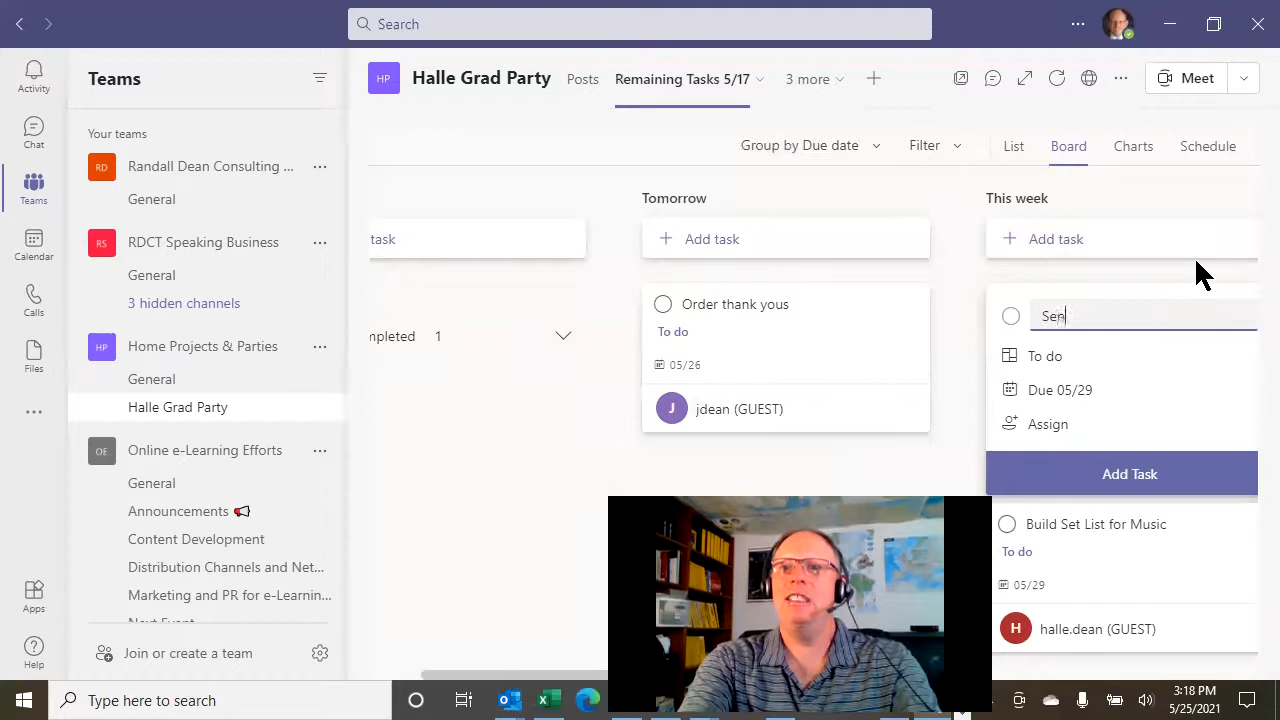 Search
Activity
Chat
Teams
Calendar
Calls
Files
Apps
Help
Teams
Your teams
RD Randall Dean Consulting ...
General
RS RDCT Speaking Business
General
3 hidden channels
HP Home Projects & Parties
General
Halle Grad Party
OE Online e-Learning Efforts
General
Announcements
Content Development
Distribution Channels and Net...
Marketing and PR for e-Learnin...
Join or create a team
HP Halle Grad Party Posts Remaining Tasks 5/17 3 more
Meet
Group by Due date Filter List Board Charts Schedule
task
mpleted 1
Tomorrow
Add task
Order thank yous
To do
05/26
J jdean (GUEST)
This week
Add task
Sen
To do
Due 05/29
Assign
Add Task
Build Set List for Music
To do
05/29
H halle.dean (GUEST)
Type here to search
3:18 PM
5/25/2021